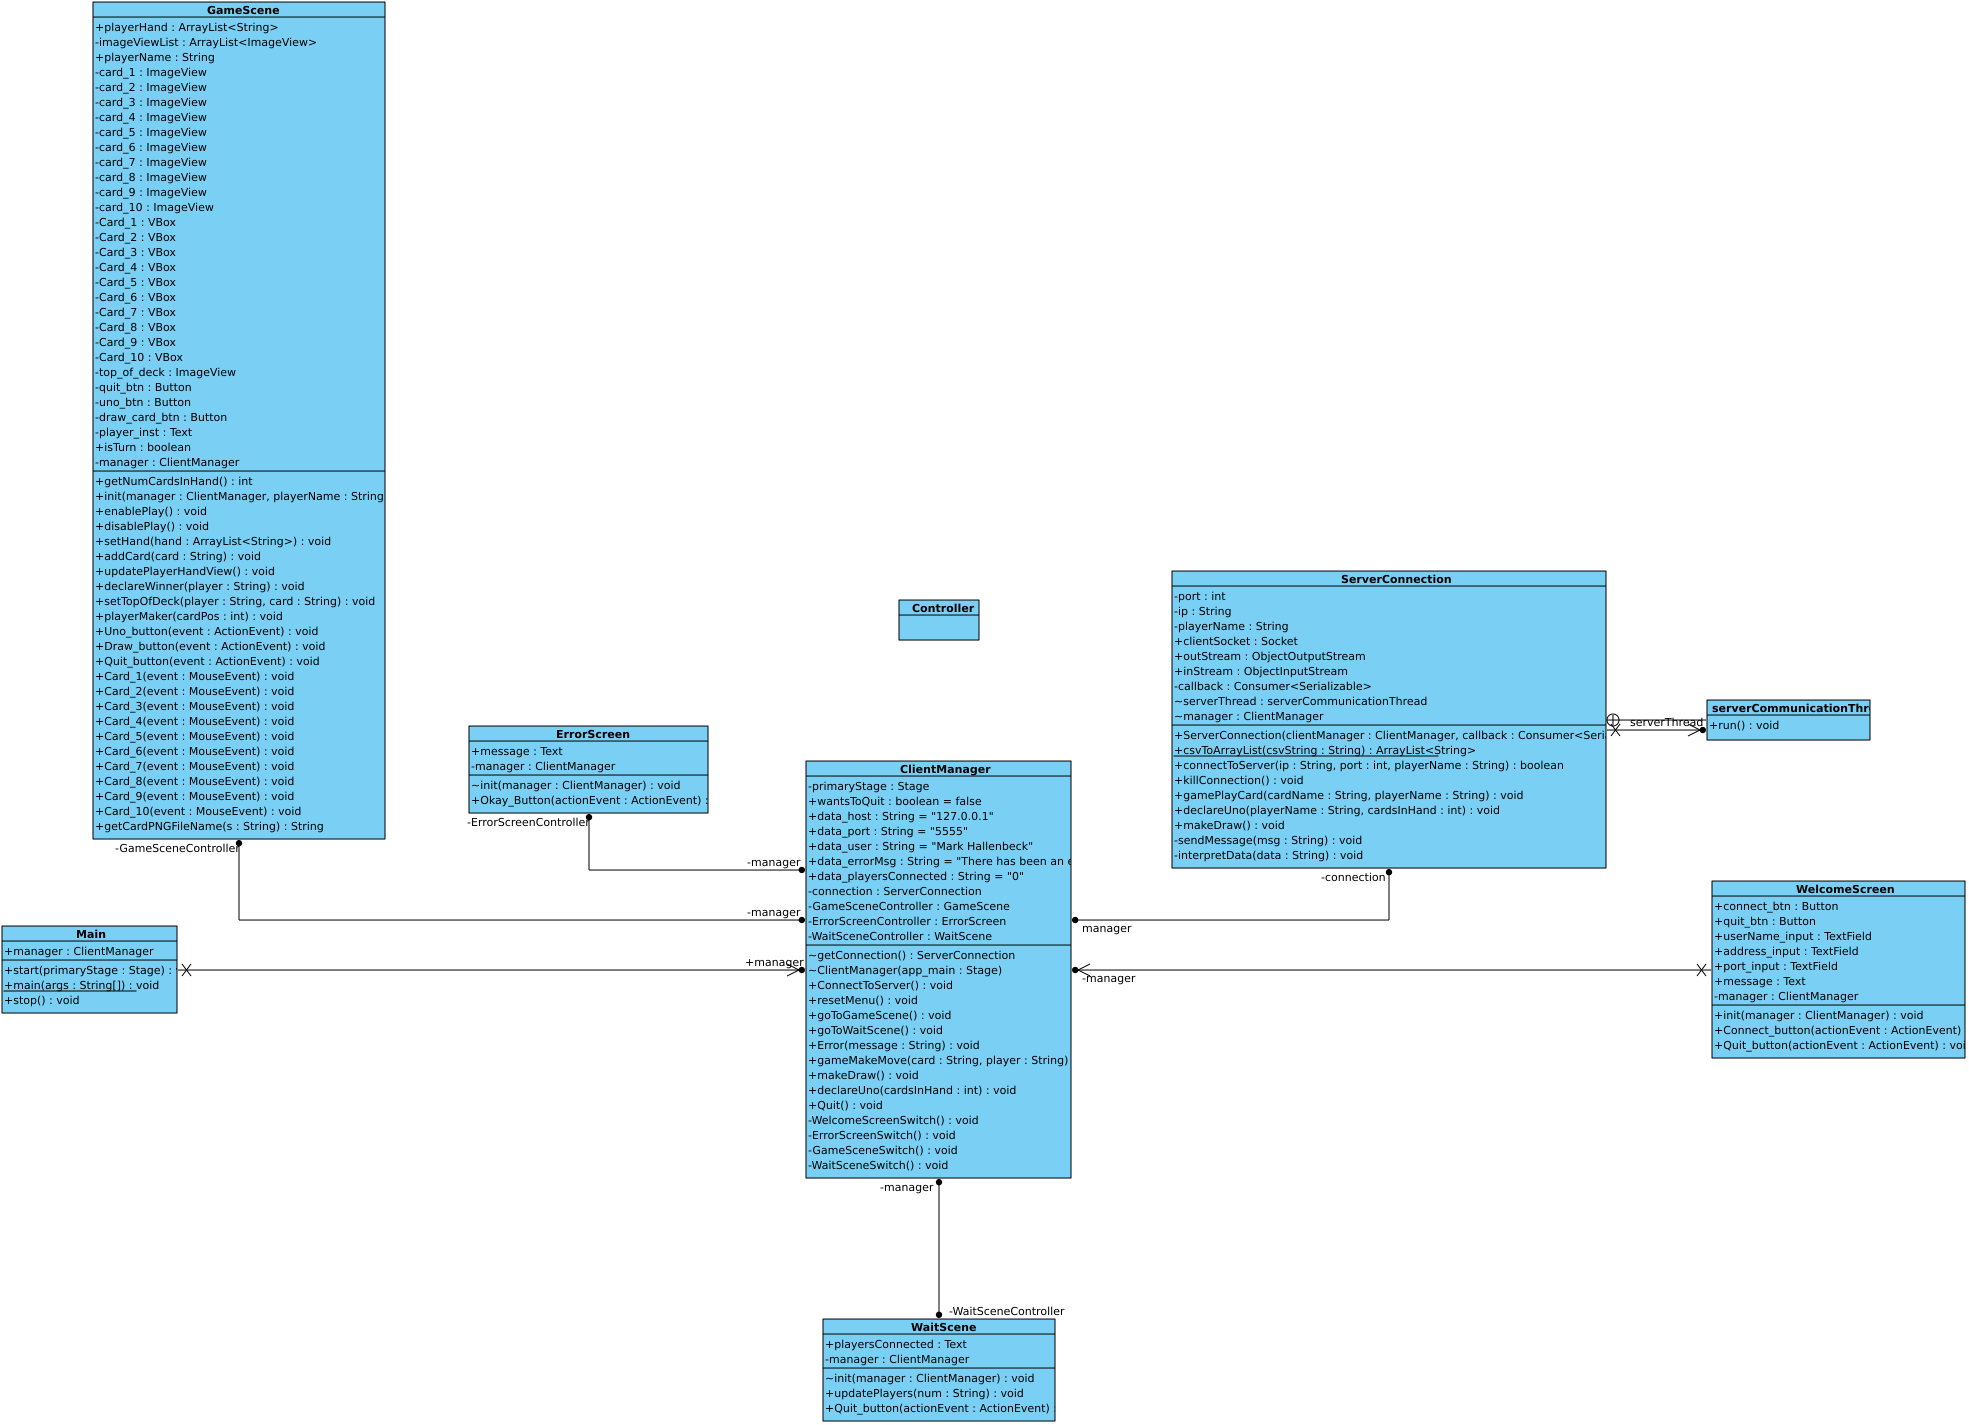 GameScene
+playerHand : ArrayList<String>
-imageViewList : ArrayList<ImageView>
+playerName : String
-card_1 : ImageView
-card_2 : ImageView
-card_3 : ImageView
-card_4 : ImageView
-card_5 : ImageView
-card_6 : ImageView
-card_7 : ImageView
-card_8 : ImageView
-card_9 : ImageView
-card_10 : ImageView
-Card_1 : VBox
-Card_2 : VBox
-Card_3 : VBox
-Card_4 : VBox
-Card_5 : VBox
-Card_6 : VBox
-Card_7 : VBox
-Card_8 : VBox
-Card_9 : VBox
-Card_10 : VBox
-top_of_deck : ImageView
-quit_btn : Button
-uno_btn : Button
-draw_card_btn : Button
-player_inst : Text
+isTurn : boolean
-manager : ClientManager
+getNumCardsInHand() : int
+init(manager : ClientManager, playerName : String
+enablePlay() : void
+disablePlay() : void
+setHand(hand : ArrayList<String>) : void
+addCard(card : String) : void
+updatePlayerHandView() : void
+declareWinner(player : String) : void
+setTopOfDeck(player : String, card : String) : void
+playerMaker(cardPos : int) : void
+Uno_button(event : ActionEvent) : void
+Draw_button(event : ActionEvent) : void
+Quit_button(event : ActionEvent) : void
+Card_1(event : MouseEvent) : void
+Card_2(event : MouseEvent) : void
+Card_3(event : MouseEvent) : void
+Card_4(event : MouseEvent) : void
+Card_5(event : MouseEvent) : void
+Card_6(event : MouseEvent) : void
+Card_7(event : MouseEvent) : void
+Card_8(event : MouseEvent) : void
+Card_9(event : MouseEvent) : void
+Card_10(event : MouseEvent) : void
+getCardPNGFileName(s : String) : String
-GameSceneController
Main
+manager : ClientManager
+start(primaryStage : Stage) :
+main(args : String[]) : void
+stop() : void
ErrorScreen
+message : Text
-manager : ClientManager
~init(manager : ClientManager) : void
+Okay_Button(actionEvent : ActionEvent) :
-ErrorScreenController
-manager
-manager
+manager
Controller
ClientManager
-primaryStage : Stage
+wantsToQuit : boolean = false
+data_host : String = "127.0.0.1"
+data_port : String = "5555"
+data_user : String = "Mark Hallenbeck"
+data_errorMsg : String = "There has been an e
+data_playersConnected : String = "0"
-connection : ServerConnection
-GameSceneController : GameScene
-ErrorScreenController : ErrorScreen
-WaitSceneController : WaitScene
~getConnection() : ServerConnection
~ClientManager(app_main : Stage)
+ConnectToServer() : void
+resetMenu() : void
+goToGameScene() : void
+goToWaitScene() : void
+Error(message : String) : void
+gameMakeMove(card : String, player : String)
+makeDraw() : void
+declareUno(cardsInHand : int) : void
+Quit() : void
-WelcomeScreenSwitch() : void
-ErrorScreenSwitch() : void
-GameSceneSwitch() : void
-WaitSceneSwitch() : void
-manager
-WaitSceneController
WaitScene
+playersConnected : Text
-manager : ClientManager
~init(manager : ClientManager) : void
+updatePlayers(num : String) : void
+Quit_button(actionEvent : ActionEvent)
ServerConnection
-port : int
-ip : String
-playerName : String
+clientSocket : Socket
+outStream : ObjectOutputStream
+inStream : ObjectInputStream
-callback : Consumer<Serializable>
~serverThread : serverCommunicationThread
~manager : ClientManager
+ServerConnection(clientManager : ClientManager, callback : Consumer<Seri
+csvToArrayList(csvString : String) : ArrayList<String>
+connectToServer(ip : String, port : int, playerName : String) : boolean
+killConnection() : void
+gamePlayCard(cardName : String, playerName : String) : void
+declareUno(playerName : String, cardsInHand : int) : void
+makeDraw() : void
-sendMessage(msg : String) : void
-interpretData(data : String) : void
-connection
manager
-manager
serverThread
serverCommunicationThr
+run() : void
WelcomeScreen
+connect_btn : Button
+quit_btn : Button
+userName_input : TextField
+address_input : TextField
+port_input : TextField
+message : Text
-manager : ClientManager
+init(manager : ClientManager) : void
+Connect_button(actionEvent : ActionEvent)
+Quit_button(actionEvent : ActionEvent) : voi